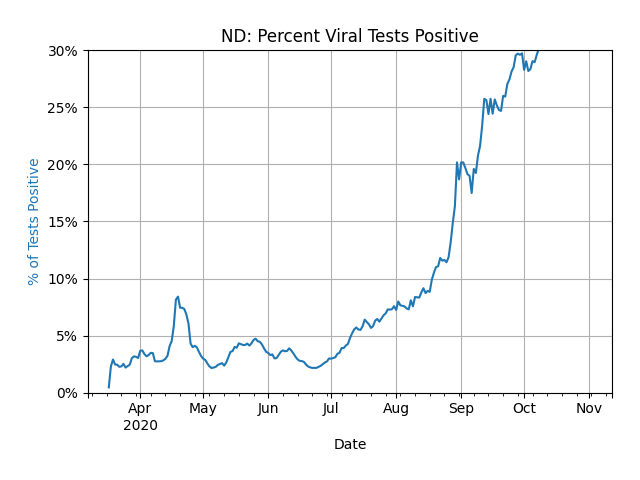 ND: Percent Viral Tests Positive
30%
25%
20%
15%
10%
5%
0%
% of Tests Positive
Apr May Jun Jul Aug Sep Oct Nov
2020
Date